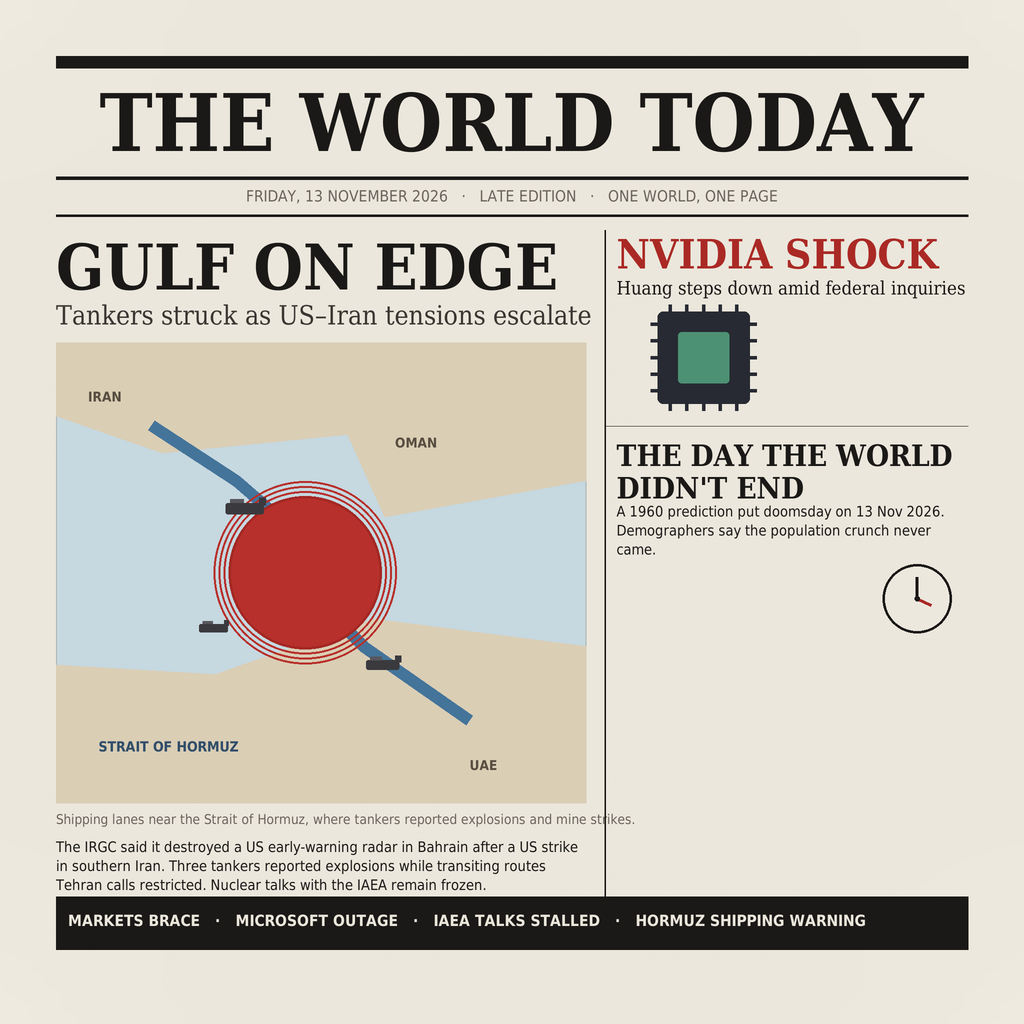 THE WORLD TODAY
FRIDAY, 13 NOVEMBER 2026 · LATE EDITION · ONE WORLD, ONE PAGE
GULF ON EDGE
Tankers struck as US–Iran tensions escalate
IRAN
OMAN
STRAIT OF HORMUZ
UAE
Shipping lanes near the Strait of Hormuz, where tankers reported explosions and mine strikes.
The IRGC said it destroyed a US early-warning radar in Bahrain after a US strike
in southern Iran. Three tankers reported explosions while transiting routes
Tehran calls restricted. Nuclear talks with the IAEA remain frozen.
NVIDIA SHOCK
Huang steps down amid federal inquiries
THE DAY THE WORLD
DIDN'T END
A 1960 prediction put doomsday on 13 Nov 2026.
Demographers say the population crunch never
came.
MARKETS BRACE · MICROSOFT OUTAGE · IAEA TALKS STALLED · HORMUZ SHIPPING WARNING